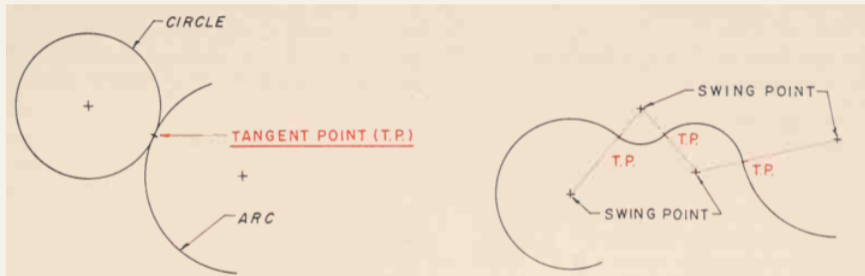 CIRCLE
TANGENT POINT (T.P.)
ARC
SWING POINT
T.P.
T.P.
T.P.
SWING POINT